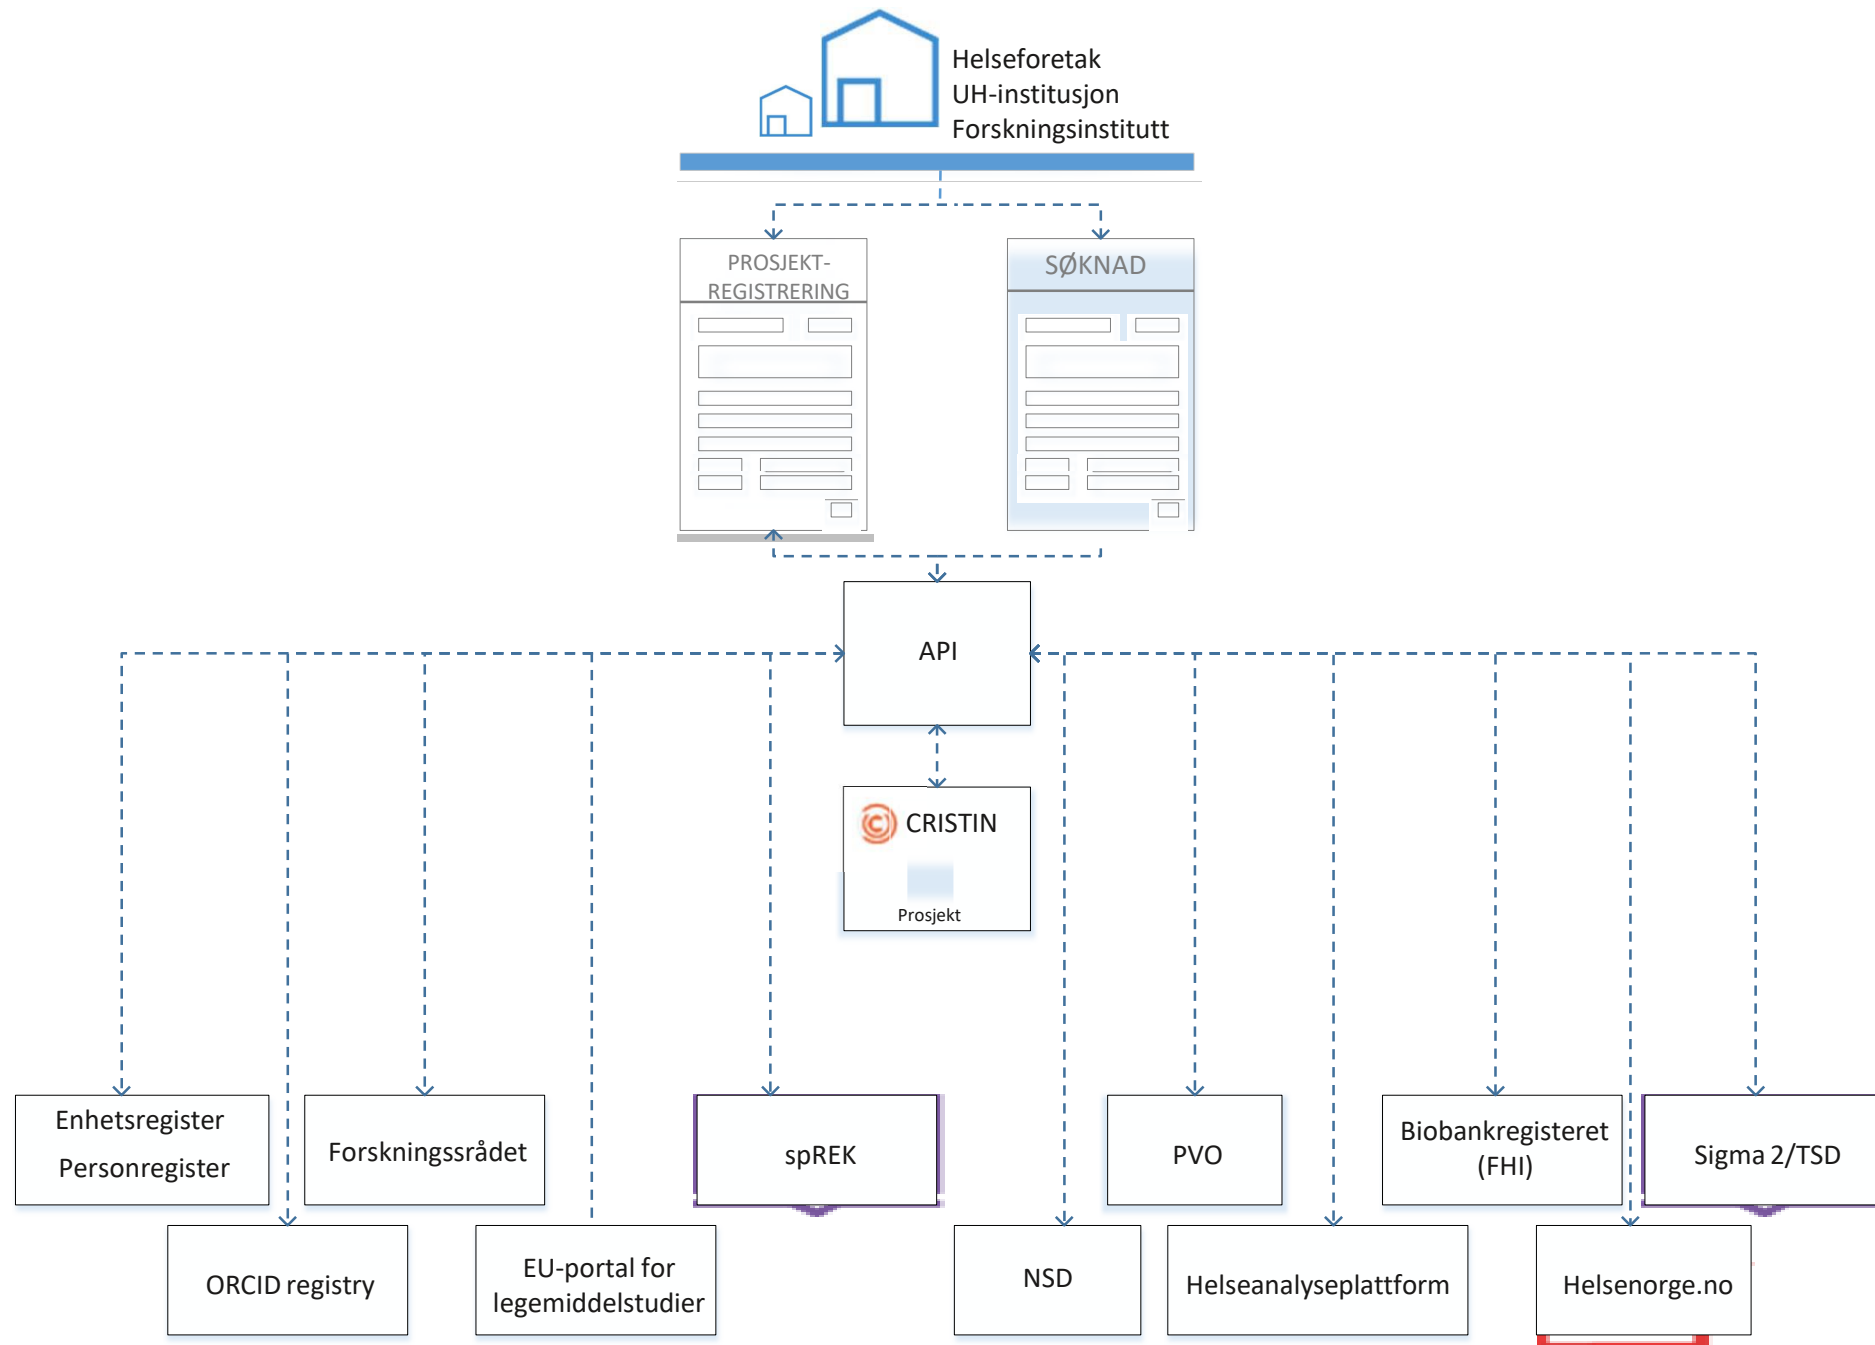 Helseforetak
UH-institusjon
Forskningsinstitutt
PROSJEKT-
REGISTRERING
SØKNAD
API
CRISTIN
Prosjekt
Enhetsregister
Personregister
Forskningssrådet
spREK
PVO
Biobankregisteret
(FHI)
Sigma 2/TSD
ORCID registry
EU-portal for
legemiddelstudier
NSD
Helseanalyseplattform
Helsenorge.no